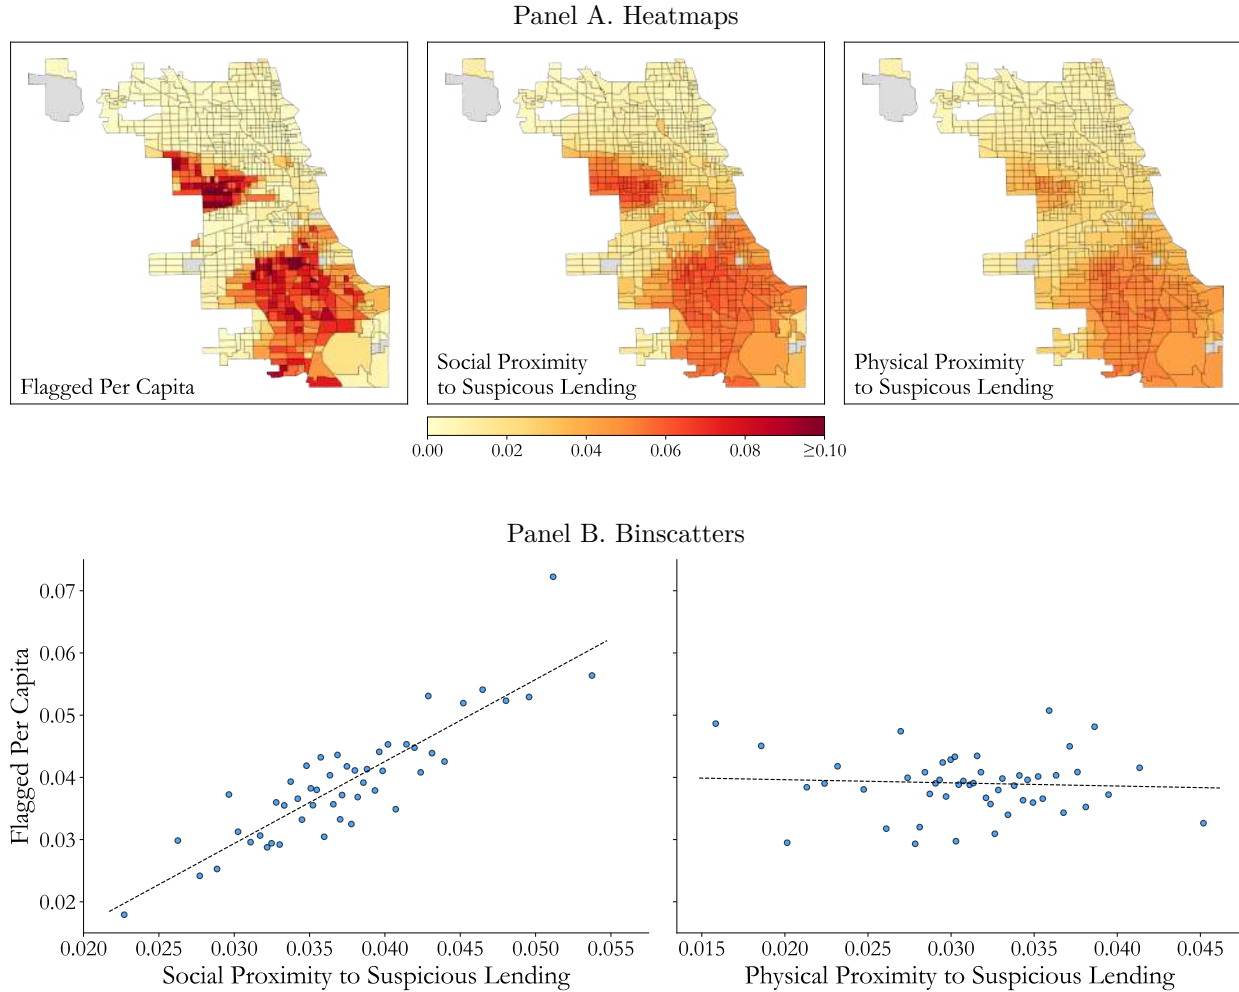 Panel A. Heatmaps
Flagged Per Capita
Social Proximity
to Suspicous Lending
Physical Proximity
to Suspicous Lending
0.00 0.02 0.04 0.06 0.08 ≥0.10
Panel B. Binscatters
Flagged Per Capita
0.07
0.06
0.05
0.04
0.03
0.02
0.020 0.025 0.030 0.035 0.040 0.045 0.050 0.055
Social Proximity to Suspicious Lending
0.015 0.020 0.025 0.030 0.035 0.040 0.045
Physical Proximity to Suspicious Lending